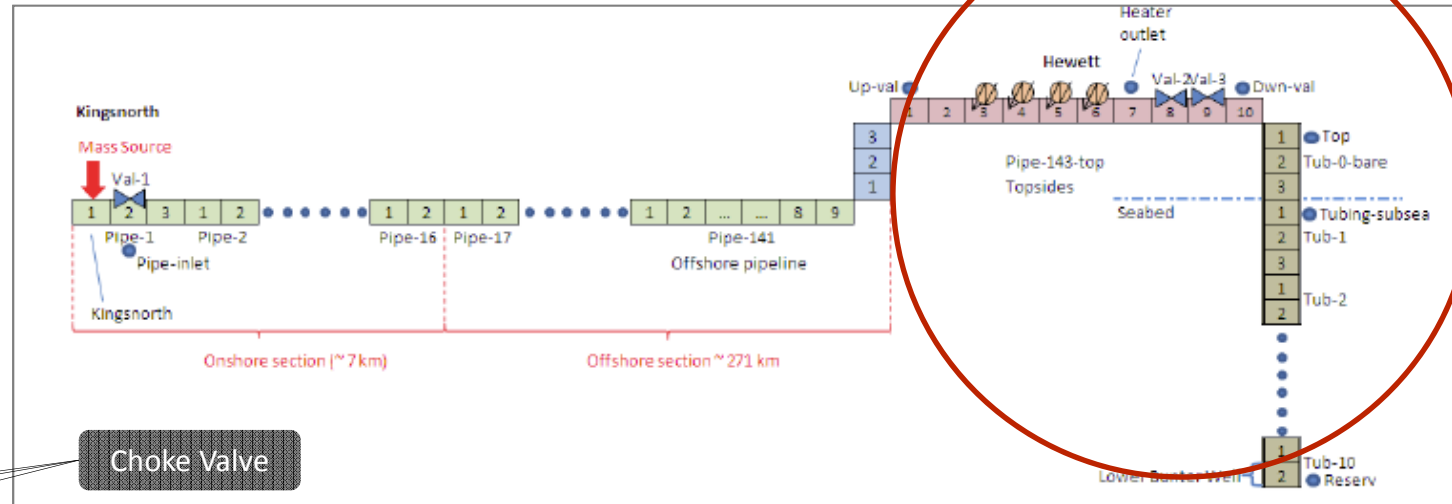 Heater
outlet
Hewett
Up-val
Val-2
Val-3
Dwn-val
1 2 3 4 5 6 7 8 9 10
Kingsnorth
Mass Source
Val-1
3
2
1
Pipe-143-top
Topsides
1 Top
2 Tub-0-bare
3
Seabed
1 Tubing-subsea
2 Tub-1
3
1
2
Tub-2
1 2 3 1 2
1 2 1 2
1 2 ... ... 8 9
Pipe-1
Pipe-2
Pipe-16
Pipe-17
Pipe-141
Pipe-inlet
Offshore pipeline
Kingsnorth
Onshore section (~ 7 km)
Offshore section ~ 271 km
Choke Valve
1
2
Tub-10
Lower Bunter Well
Reserv